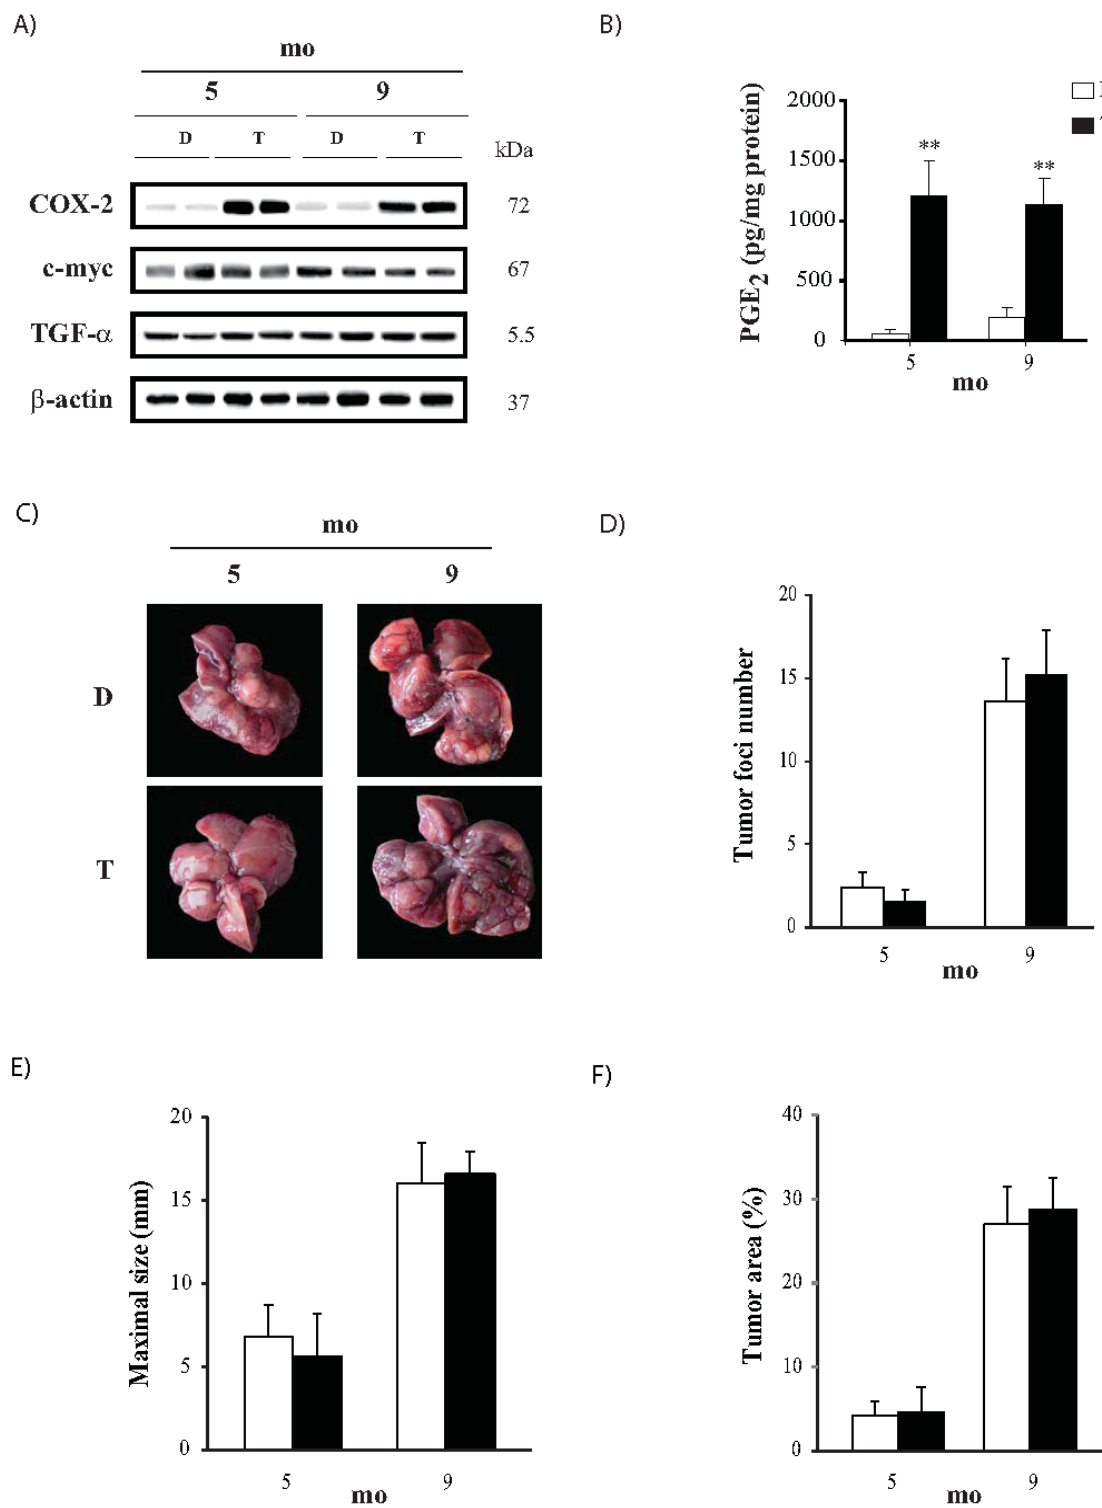 A)
mo
5 9
D T D T
kDa
COX-2 72
c-myc 67
TGF-α 5.5
β-actin 37
B)
PGE2 (pg/mg protein)
2000
1500
1000
500
0
** **
5 9
mo
C)
mo
5 9
D
T
D)
Tumor foci number
20
15
10
5
0
5 9
mo
E)
Maximal size (mm)
20
15
10
5
0
5 9
mo
F)
Tumor area (%)
40
30
20
10
0
5 9
mo